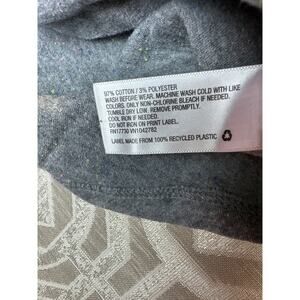 97% COTTON / 3% POLYESTER
WASH BEFORE WEAR. MACHINE WASH COLD WITH LIKE
COLORS. ONLY NON-CHLORINE BLEACH IF NEEDED.
TUMBLE DRY LOW. REMOVE PROMPTLY.
COOL IRON IF NEEDED.
DO NOT IRON ON PRINT LABEL.
RN17730 VN1042782
LABEL MADE FROM 100% RECYCLED PLASTIC